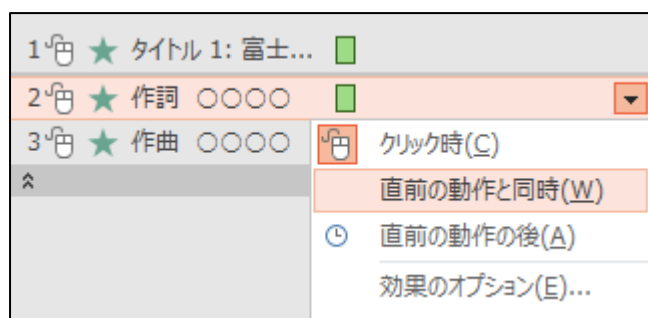 1 タイトル 1: 富士...
2 作詞 ○○○○
3 作曲 ○○○○
クリック時(C)
直前の動作と同時(W)
直前の動作の後(A)
効果のオプション(E)...